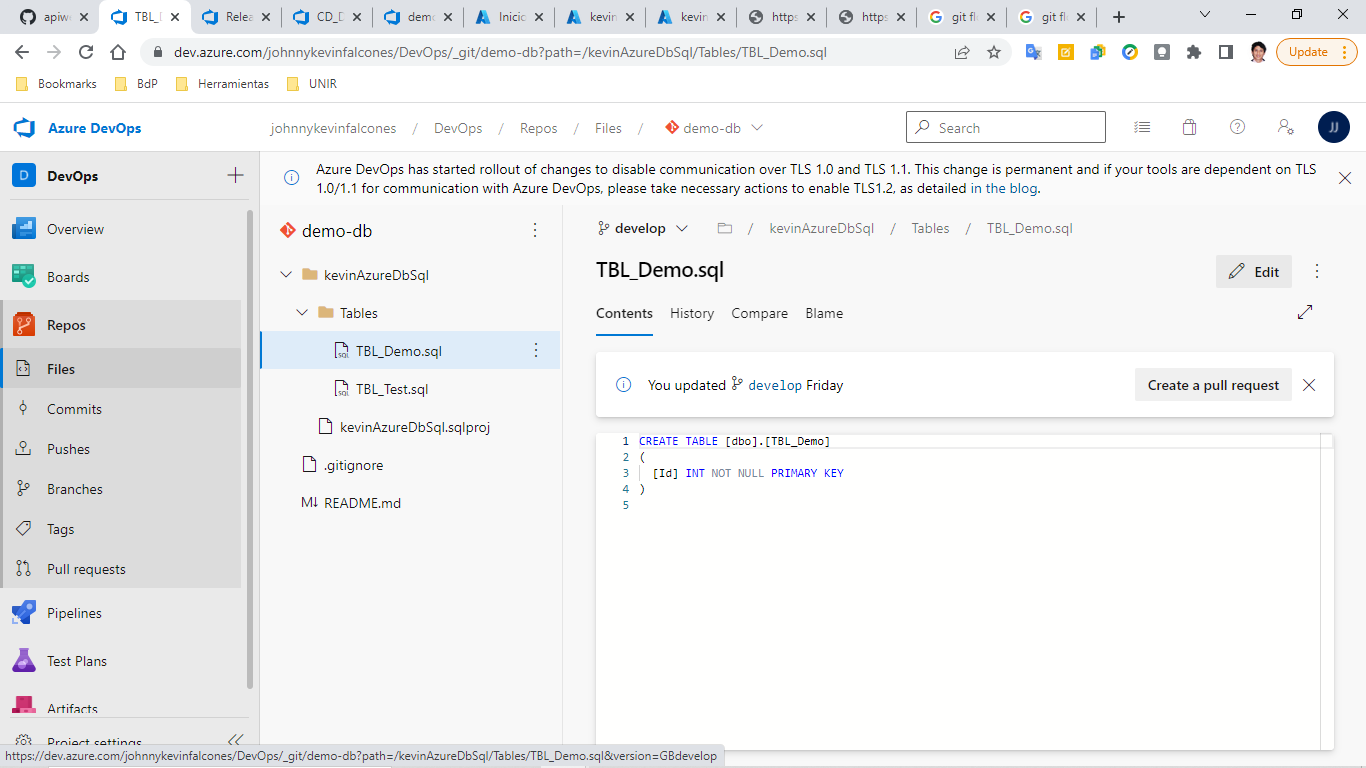 apiwe
TBL_
Relea
CD_D
demo
Inicio
kevin
kevin
https
https
git fl
git fl
dev.azure.com/johnnykevinfalcones/DevOps/_git/demo-db?path=/kevinAzureDbSql/Tables/TBL_Demo.sql
Update
Bookmarks BdP Herramientas UNIR
Azure DevOps
johnnykevinfalcones / DevOps / Repos / Files / demo-db
Search
JJ
D DevOps
Overview
Boards
Repos
Files
Commits
Pushes
Branches
Tags
Pull requests
Pipelines
Test Plans
Artifacts
Project settings
Azure DevOps has started rollout of changes to disable communication over TLS 1.0 and TLS 1.1. This change is permanent and if your tools are dependent on TLS
1.0/1.1 for communication with Azure DevOps, please take necessary actions to enable TLS1.2, as detailed in the blog.
demo-db
kevinAzureDbSql
Tables
TBL_Demo.sql
TBL_Test.sql
kevinAzureDbSql.sqlproj
.gitignore
README.md
develop / kevinAzureDbSql / Tables / TBL_Demo.sql
TBL_Demo.sql
Edit
Contents History Compare Blame
You updated develop Friday
Create a pull request
1 CREATE TABLE [dbo].[TBL_Demo]
2 (
3 [Id] INT NOT NULL PRIMARY KEY
4 )
5
https://dev.azure.com/johnnykevinfalcones/DevOps/_git/demo-db?path=/kevinAzureDbSql/Tables/TBL_Demo.sql&version=GBdevelop